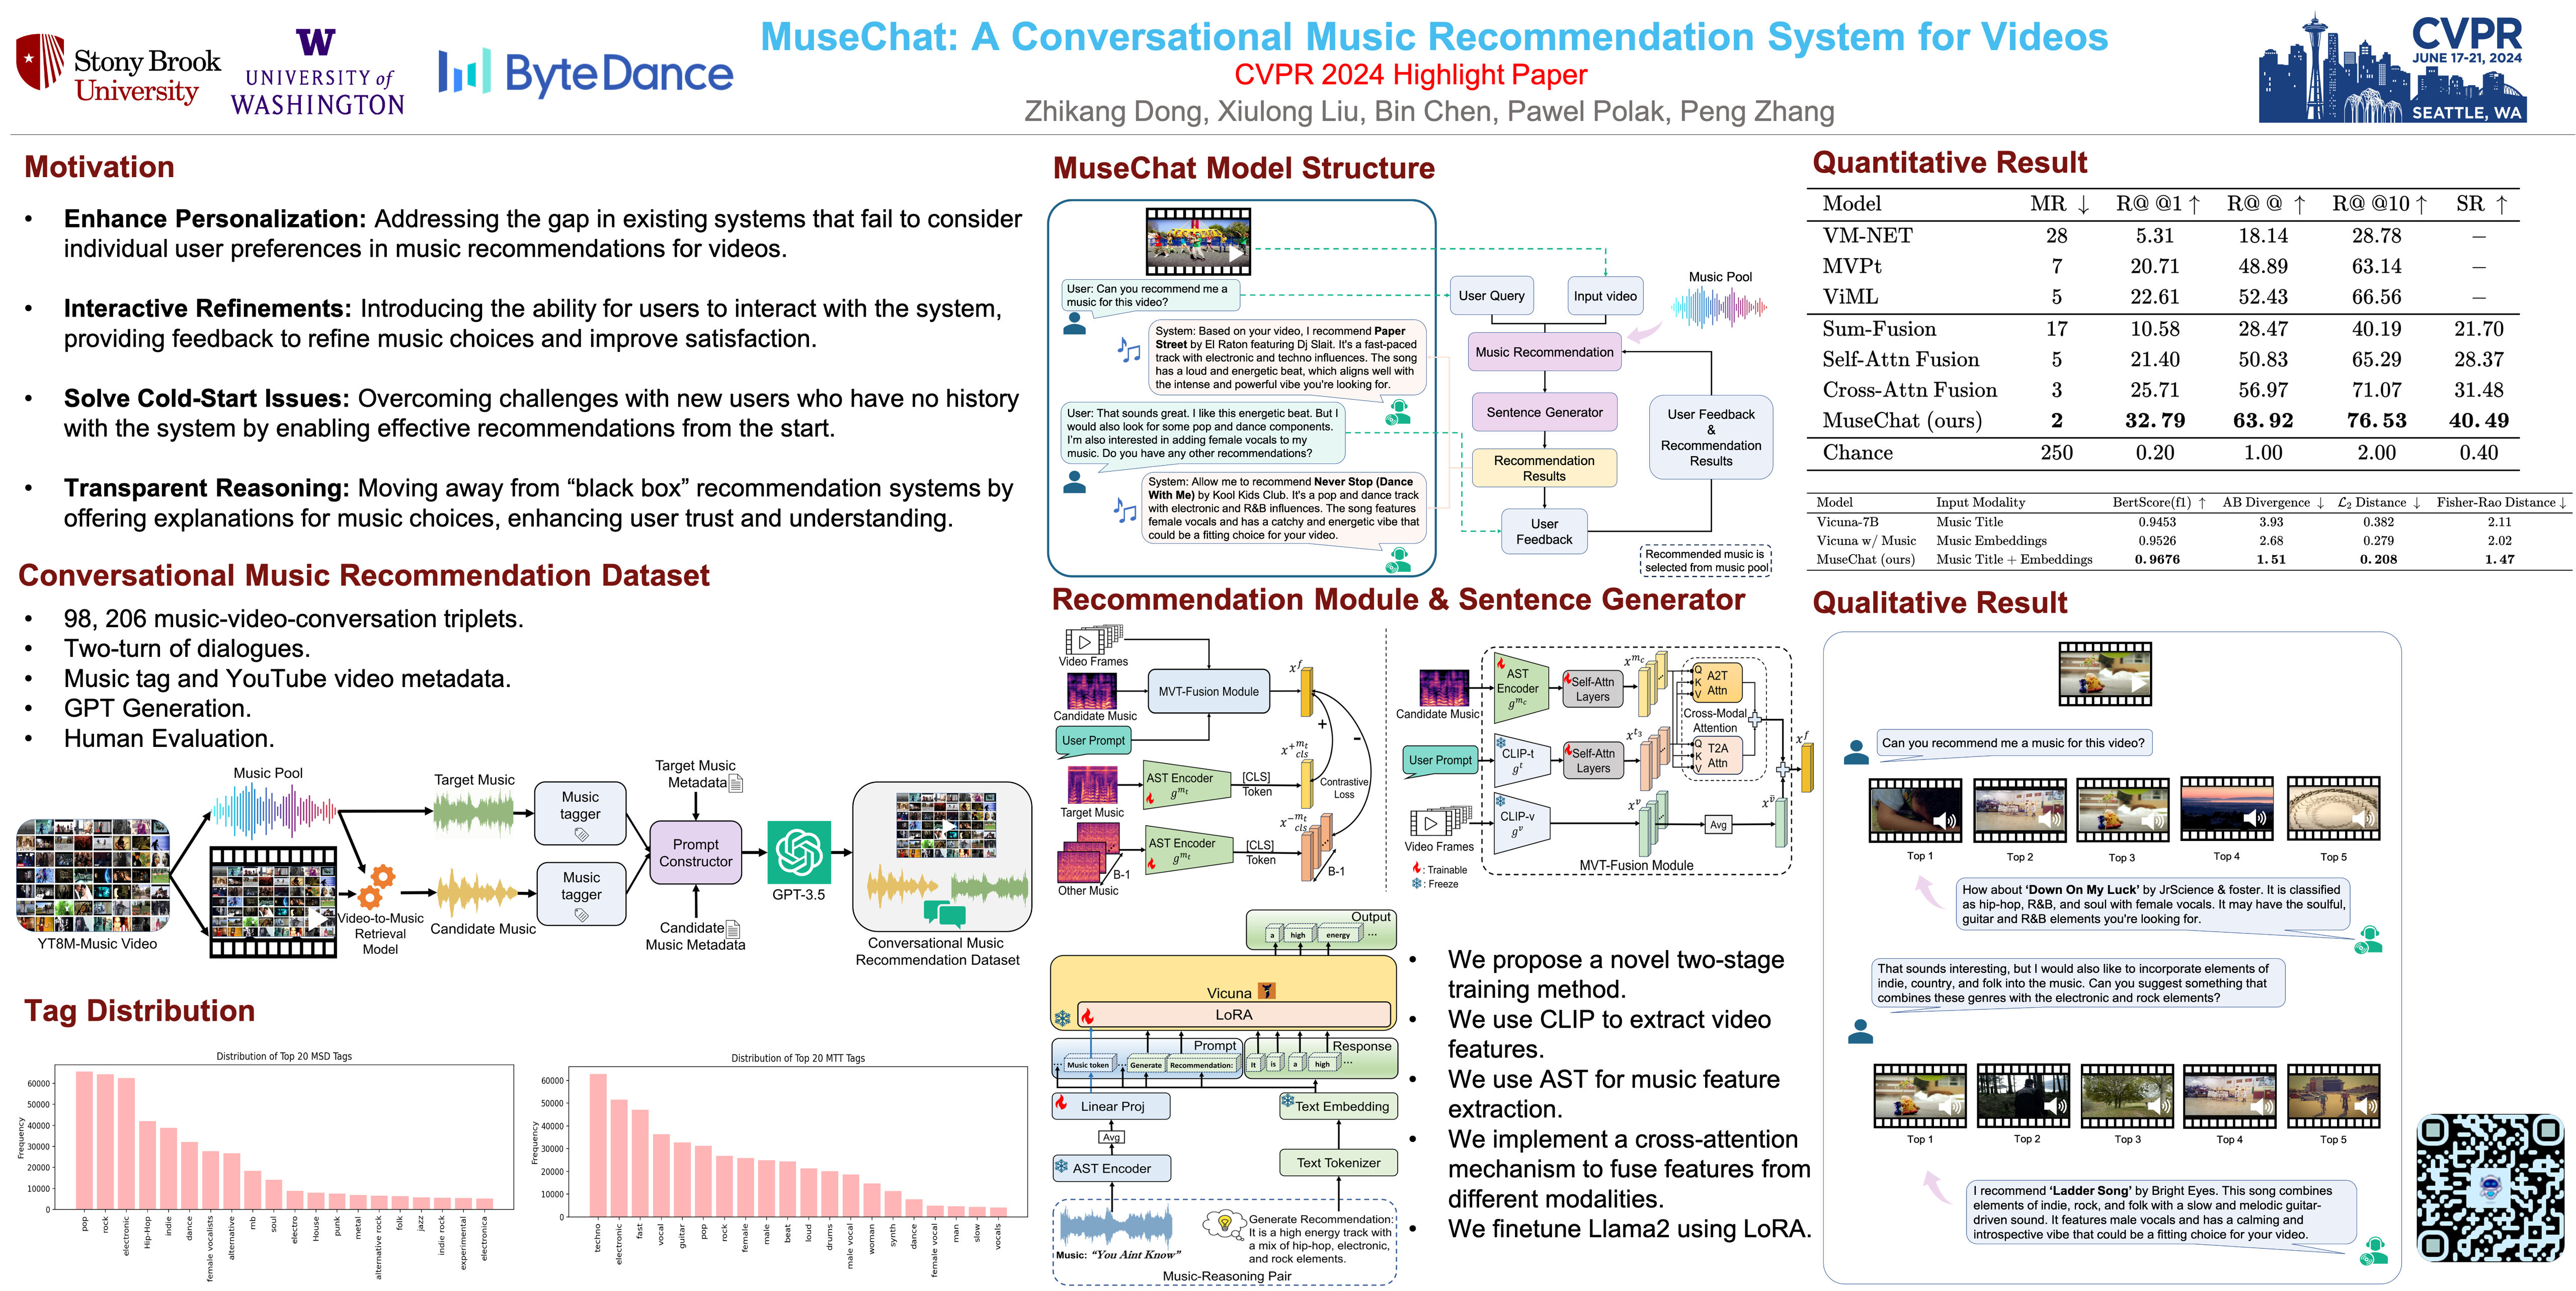 Stony Brook
University
W
UNIVERSITY of
WASHINGTON
ByteDance
MuseChat: A Conversational Music Recommendation System for Videos
CVPR 2024 Highlight Paper
Zhikang Dong, Xiulong Liu, Bin Chen, Pawel Polak, Peng Zhang
CVPR
JUNE 17-21, 2024
SEATTLE, WA
Motivation
• Enhance Personalization: Addressing the gap in existing systems that fail to consider
individual user preferences in music recommendations for videos.
• Interactive Refinements: Introducing the ability for users to interact with the system,
providing feedback to refine music choices and improve satisfaction.
• Solve Cold-Start Issues: Overcoming challenges with new users who have no history
with the system by enabling effective recommendations from the start.
• Transparent Reasoning: Moving away from “black box” recommendation systems by
offering explanations for music choices, enhancing user trust and understanding.
Conversational Music Recommendation Dataset
• 98, 206 music-video-conversation triplets.
• Two-turn of dialogues.
• Music tag and YouTube video metadata.
• GPT Generation.
• Human Evaluation.
YT8M-Music Video
Music Pool
Video-to-Music
Retrieval
Model
Target Music
Candidate Music
Music
tagger
Music
tagger
Target Music
Metadata
Prompt
Constructor
Candidate
Music Metadata
GPT-3.5
Conversational Music
Recommendation Dataset
Tag Distribution
Distribution of Top 20 MSD Tags
Frequency
60000
50000
40000
30000
20000
10000
0
pop
rock
electronic
Hip-Hop
indie
dance
female vocalists
alternative
rnb
soul
electro
House
punk
metal
alternative rock
folk
jazz
indie rock
experimental
electronica
Distribution of Top 20 MTT Tags
Frequency
60000
50000
40000
30000
20000
10000
0
techno
electronic
fast
vocal
guitar
pop
rock
female
male
beat
loud
drums
male vocal
woman
synth
dance
female vocal
man
slow
vocals
MuseChat Model Structure
User: Can you recommend me a
music for this video?
System: Based on your video, I recommend Paper
Street by El Raton featuring Dj Slait. It's a fast-paced
track with electronic and techno influences. The song
has a loud and energetic beat, which aligns well with
the intense and powerful vibe you're looking for.
User: That sounds great. I like this energetic beat. But I
would also look for some pop and dance components.
I'm also interested in adding female vocals to my
music. Do you have any other recommendations?
System: Allow me to recommend Never Stop (Dance
With Me) by Kool Kids Club. It's a pop and dance track
with electronic and R&B influences. The song features
female vocals and has a catchy and energetic vibe that
could be a fitting choice for your video.
User Query
Input video
Music Pool
Music Recommendation
Sentence Generator
Recommendation
Results
User
Feedback
User Feedback
&
Recommendation
Results
Recommended music is
selected from music pool
Recommendation Module & Sentence Generator
Video Frames
Candidate Music
User Prompt
MVT-Fusion Module
x^f
Target Music
AST Encoder
g^{m_t}
[CLS]
Token
x^{+m_t}_{cls}
+
-
Contrastive
Loss
Other Music
B-1
AST Encoder
g^{m_t}
[CLS]
Token
x^{-m_t}_{cls}
B-1
Candidate Music
AST
Encoder
g^{m_c}
Self-Attn
Layers
x^{m_c}
Q
K
V
A2T
Attn
Cross-Modal
Attention
User Prompt
CLIP-t
g^t
Self-Attn
Layers
x^{t_3}
Q
K
V
T2A
Attn
x^f
Video Frames
CLIP-v
g^v
x^v
Avg
x^{v̄}
MVT-Fusion Module
: Trainable
: Freeze
Output
a high energy ...
Vicuna
LoRA
Prompt
... Music token ... Generate Recommendation:
Response
It is a high ...
Linear Proj
Text Embedding
Avg
AST Encoder
Text Tokenizer
Music: “You Aint Know”
Generate Recommendation:
It is a high energy track with
a mix of hip-hop, electronic,
and rock elements.
Music-Reasoning Pair
• We propose a novel two-stage
training method.
• We use CLIP to extract video
features.
• We use AST for music feature
extraction.
• We implement a cross-attention
mechanism to fuse features from
different modalities.
• We finetune Llama2 using LoRA.
Quantitative Result
Model MR ↓ R@ @1 ↑ R@ @ ↑ R@ @10 ↑ SR ↑
VM-NET 28 5.31 18.14 28.78 –
MVPt 7 20.71 48.89 63.14 –
ViML 5 22.61 52.43 66.56 –
Sum-Fusion 17 10.58 28.47 40.19 21.70
Self-Attn Fusion 5 21.40 50.83 65.29 28.37
Cross-Attn Fusion 3 25.71 56.97 71.07 31.48
MuseChat (ours) 2 32.79 63.92 76.53 40.49
Chance 250 0.20 1.00 2.00 0.40
Model Input Modality BertScore(f1) ↑ AB Divergence ↓ L₂ Distance ↓ Fisher-Rao Distance ↓
Vicuna-7B Music Title 0.9453 3.93 0.382 2.11
Vicuna w/ Music Music Embeddings 0.9526 2.68 0.279 2.02
MuseChat (ours) Music Title + Embeddings 0.9676 1.51 0.208 1.47
Qualitative Result
Can you recommend me a music for this video?
Top 1
Top 2
Top 3
Top 4
Top 5
How about ‘Down On My Luck’ by JrScience & foster. It is classified
as hip-hop, R&B, and soul with female vocals. It may have the soulful,
guitar and R&B elements you're looking for.
That sounds interesting, but I would also like to incorporate elements of
indie, country, and folk into the music. Can you suggest something that
combines these genres with the electronic and rock elements?
Top 1
Top 2
Top 3
Top 4
Top 5
I recommend ‘Ladder Song’ by Bright Eyes. This song combines
elements of indie, rock, and folk with a slow and melodic guitar-
driven sound. It features male vocals and has a calming and
introspective vibe that could be a fitting choice for your video.